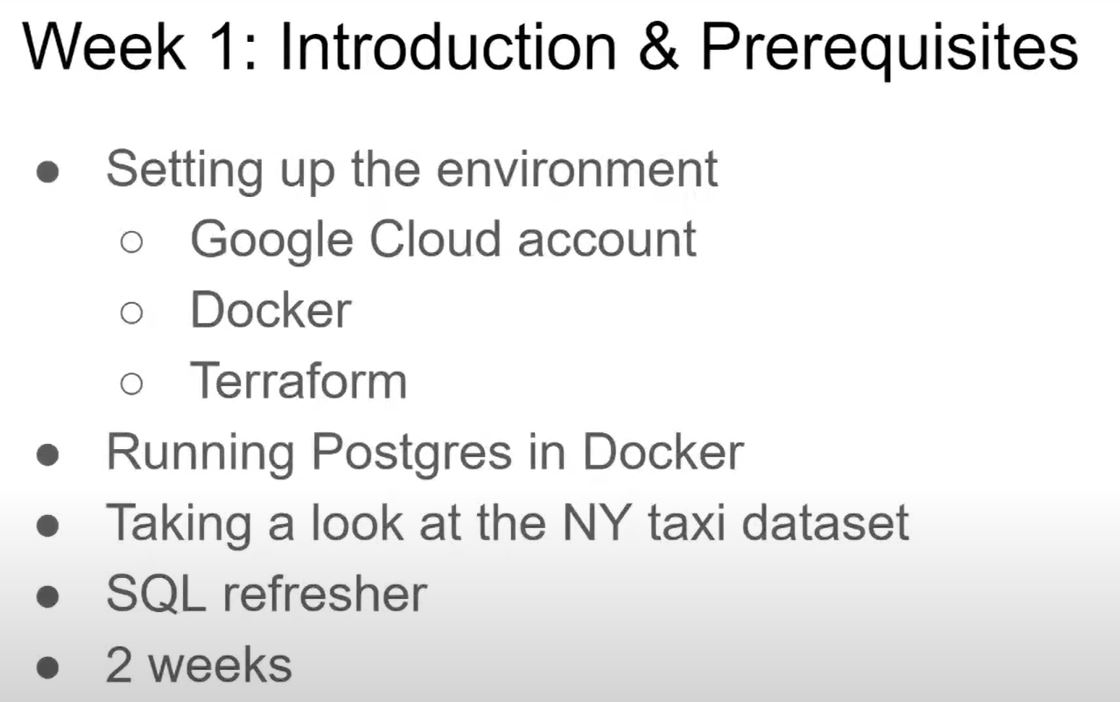 Week 1: Introduction & Prerequisites
● Setting up the environment
○ Google Cloud account
○ Docker
○ Terraform
● Running Postgres in Docker
● Taking a look at the NY taxi dataset
● SQL refresher
● 2 weeks